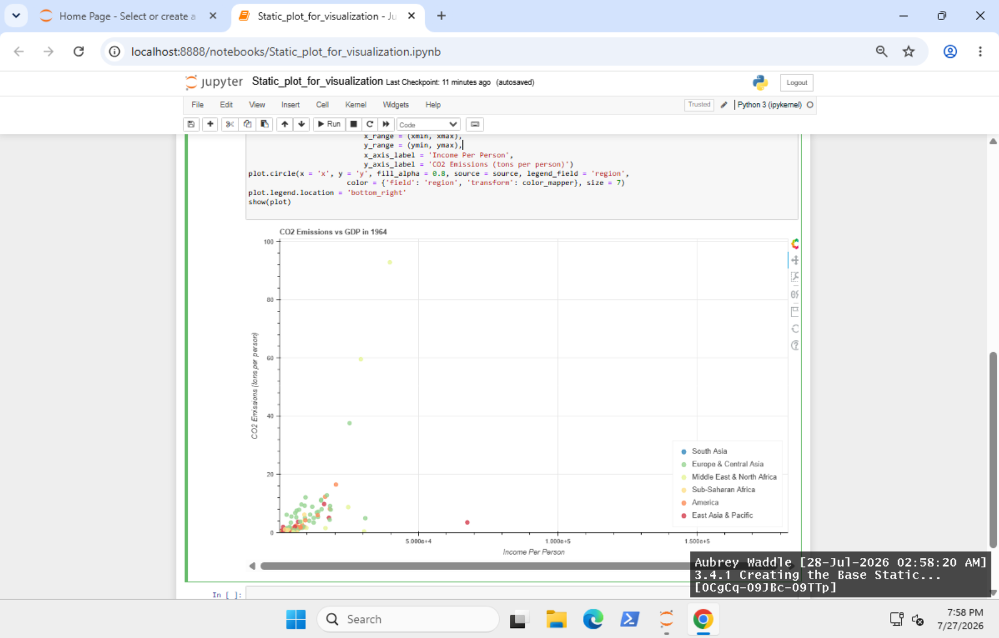 Home Page - Select or create a
Static_plot_for_visualization - Ju
localhost:8888/notebooks/Static_plot_for_visualization.ipynb
jupyter Static_plot_for_visualization Last Checkpoint: 11 minutes ago (autosaved)
Logout
File Edit View Insert Cell Kernel Widgets Help
Trusted Python 3 (ipykernel)
Run Code
x_range = (xmin, xmax),
y_range = (ymin, ymax),
x_axis_label = 'Income Per Person',
y_axis_label = 'CO2 Emissions (tons per person)')
plot.circle(x = 'x', y = 'y', fill_alpha = 0.8, source = source, legend_field = 'region',
color = {'field': 'region', 'transform': color_mapper}, size = 7)
plot.legend.location = 'bottom_right'
show(plot)
CO2 Emissions vs GDP in 1964
100
80
60
40
20
0
CO2 Emissions (tons per person)
South Asia
Europe & Central Asia
Middle East & North Africa
Sub-Saharan Africa
America
East Asia & Pacific
5.000e+4 1.000e+5 1.500e+5
Income Per Person
Aubrey Waddle [28-Jul-2026 02:58:20 AM]
3.4.1 Creating the Base Static...
[OCgCq-O9JBc-O9TTp]
In [ ]:
Search
7:58 PM
7/27/2026